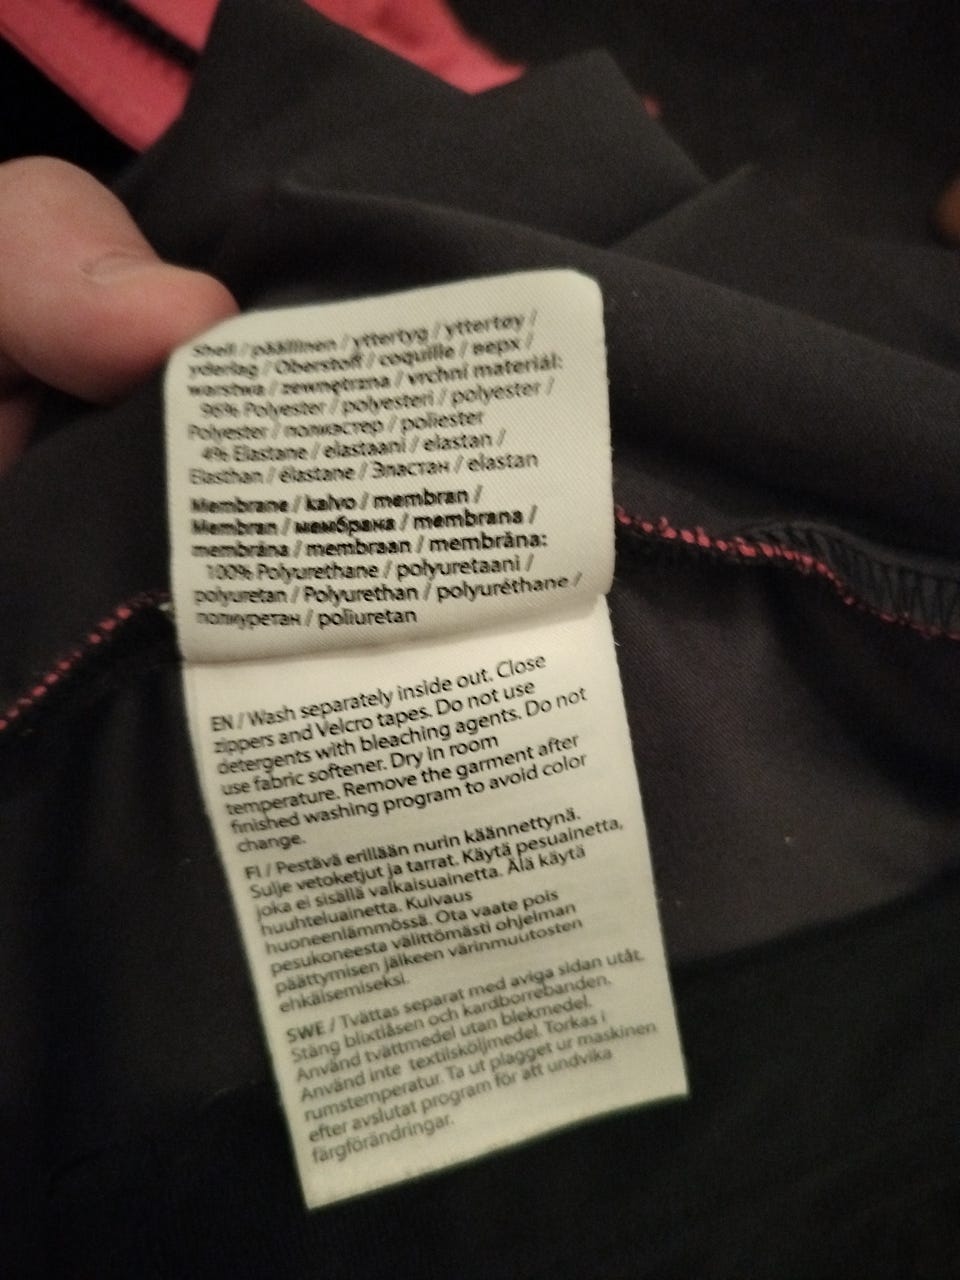 Shell / päällinen / yttertyg / yttertøy /
yderlag / Oberstoff / coquille / верх /
warstwa / zewnętrzna / vrchní materiál:
96% Polyester / polyesteri / polyester /
Polyester / полиэстер / poliester
4% Elastane / elastaani / elastan /
Elasthan / élastane / Эластан / elastan
Membrane / kalvo / membran /
Membran / мембрана / membrana /
membrána / membraan / membrāna:
100% Polyurethane / polyuretaani /
polyuretan / Polyurethan / polyuréthane /
полиуретан / poliuretan
EN / Wash separately inside out. Close
zippers and Velcro tapes. Do not use
detergents with bleaching agents. Do not
use fabric softener. Dry in room
temperature. Remove the garment after
finished washing program to avoid color
change.
FI / Pestävä erillään nurin käännettynä.
Sulje vetoketjut ja tarrat. Käytä pesuainetta,
joka ei sisällä valkaisuainetta. Älä käytä
huuhteluainetta. Kuivaus
huoneenlämmössä. Ota vaate pois
pesukoneesta välittömästi ohjelman
päättymisen jälkeen värinmuutosten
ehkäisemiseksi.
SWE / Tvättas separat med aviga sidan utåt.
Stäng blixtlåsen och kardborrebanden.
Använd tvättmedel utan blekmedel.
Använd inte textilsköljmedel. Torkas i
rumstemperatur. Ta ut plagget ur maskinen
efter avslutat program för att undvika
färgförändringar.